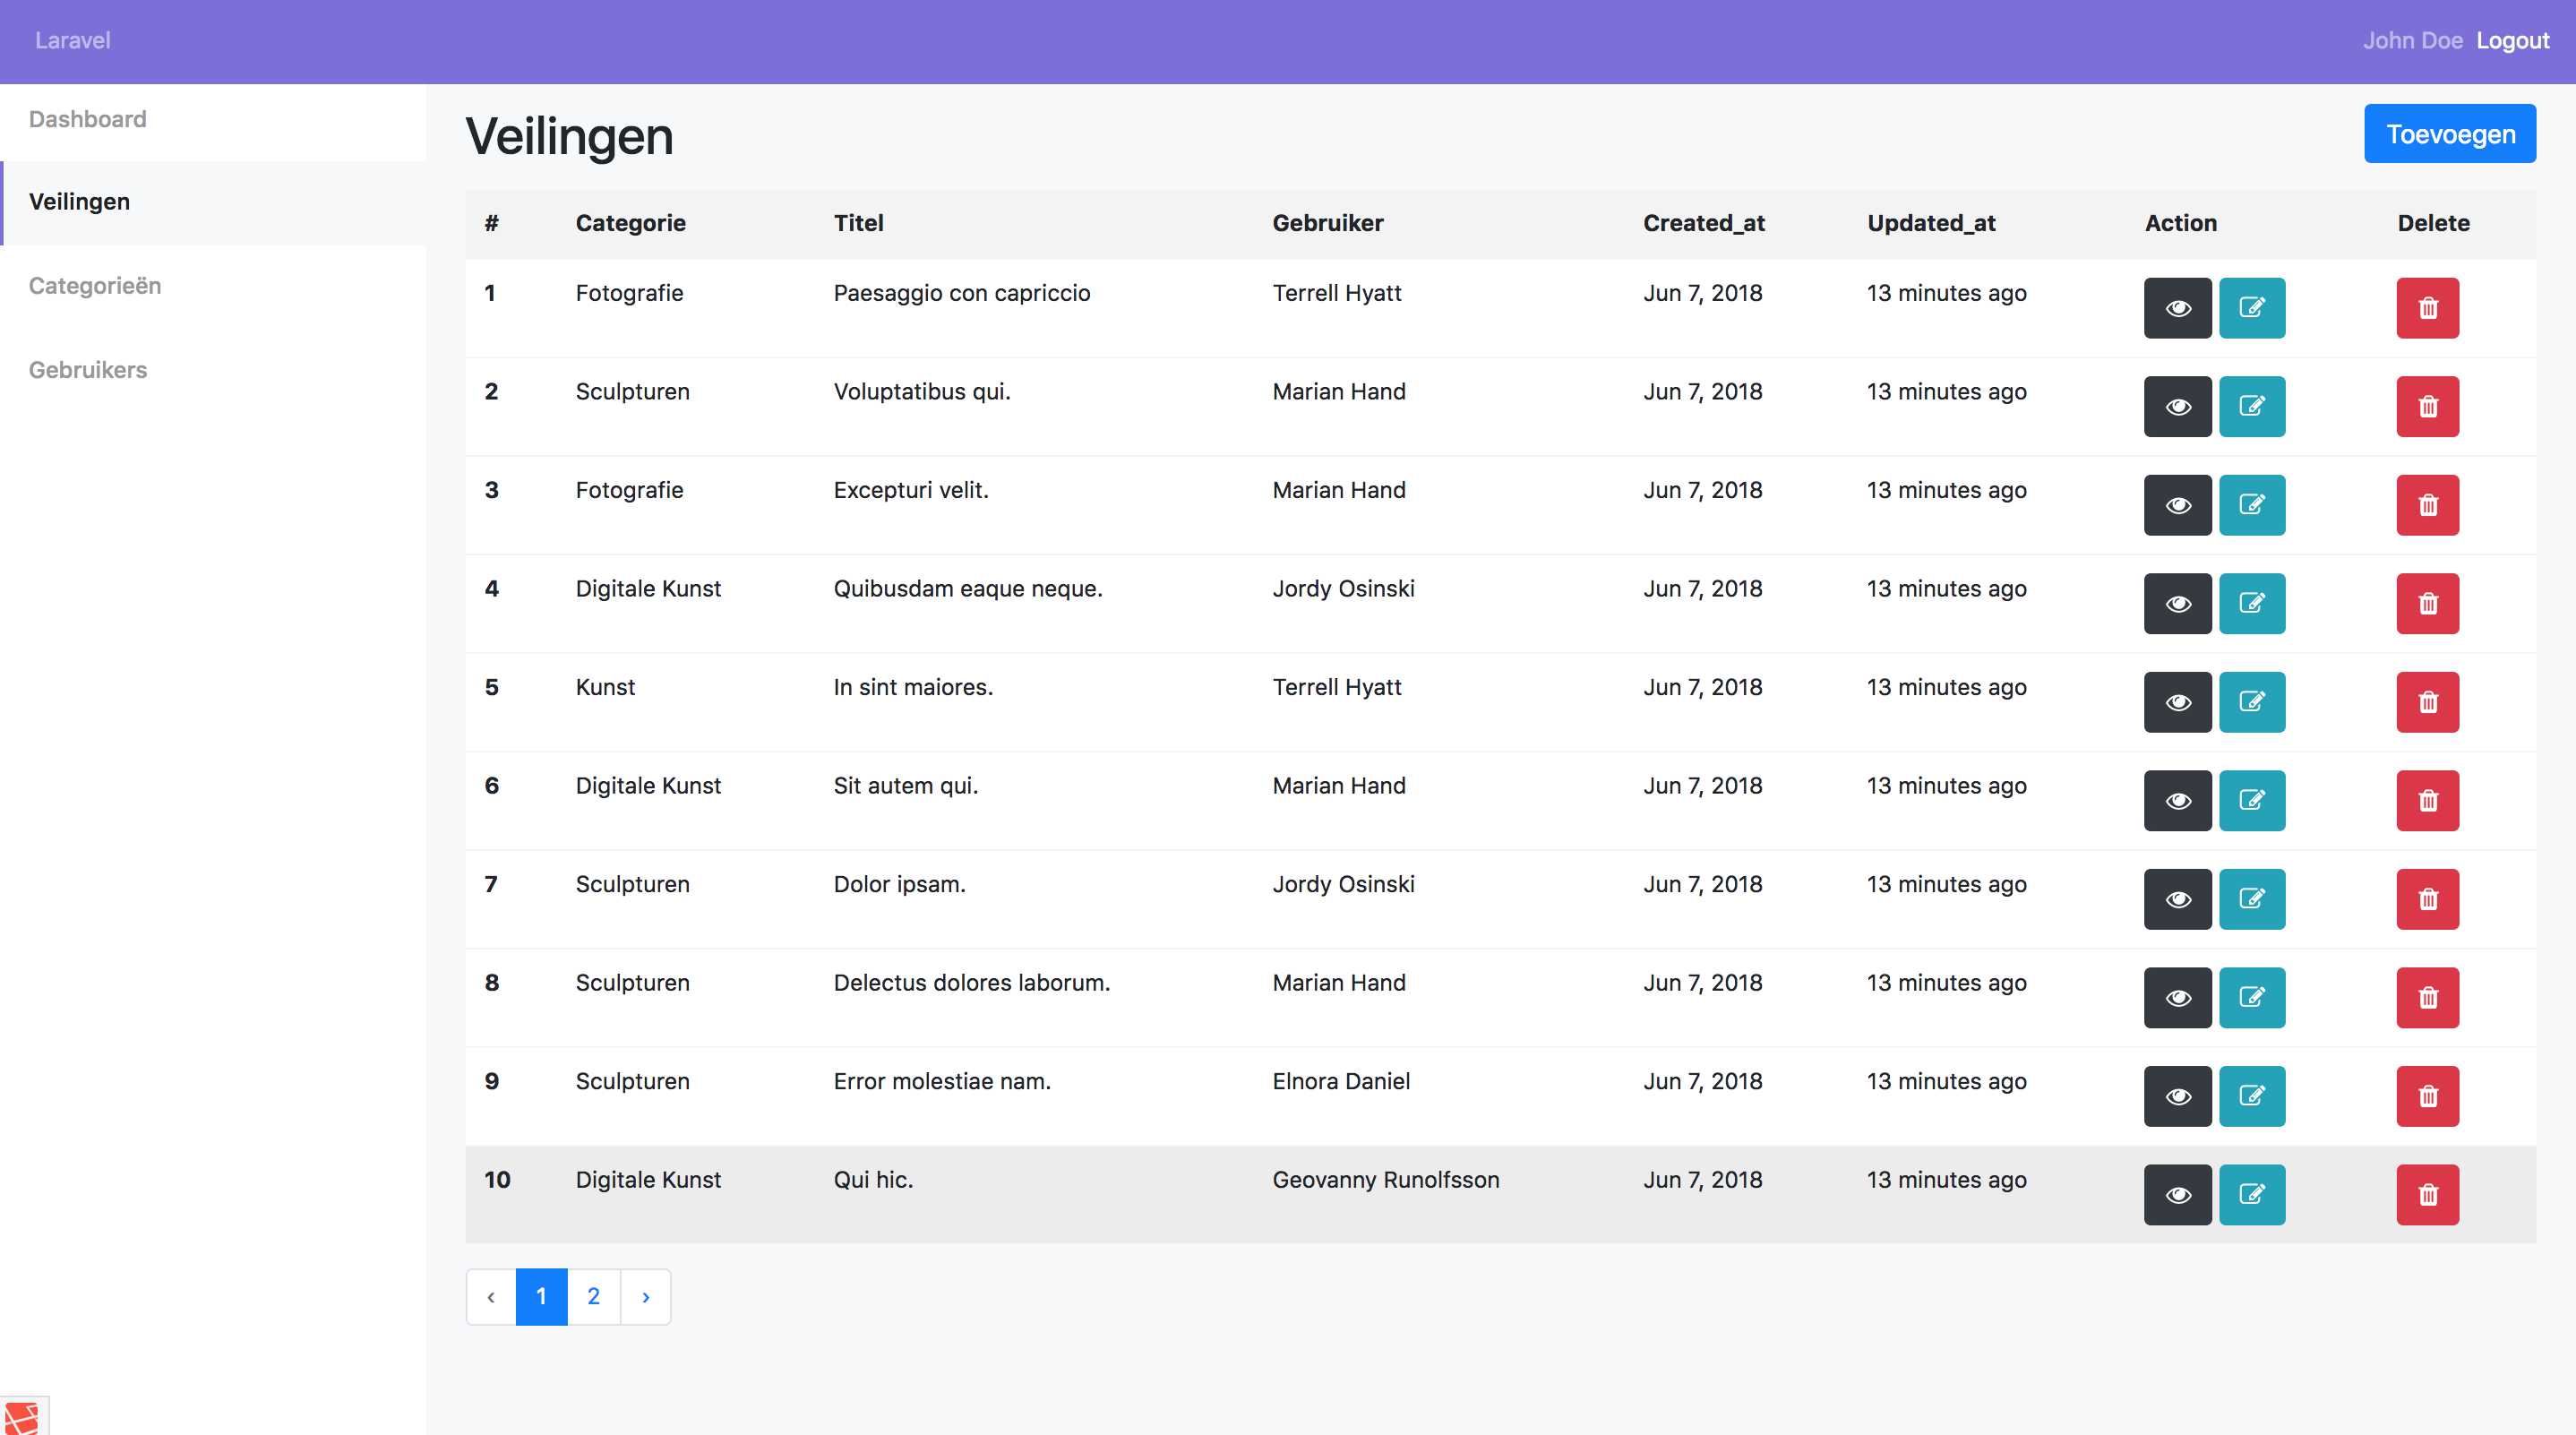 Laravel John Doe Logout
Dashboard
Veilingen
Categorieën
Gebruikers
Veilingen Toevoegen
# Categorie Titel Gebruiker Created_at Updated_at Action Delete
1 Fotografie Paesaggio con capriccio Terrell Hyatt Jun 7, 2018 13 minutes ago
2 Sculpturen Voluptatibus qui. Marian Hand Jun 7, 2018 13 minutes ago
3 Fotografie Excepturi velit. Marian Hand Jun 7, 2018 13 minutes ago
4 Digitale Kunst Quibusdam eaque neque. Jordy Osinski Jun 7, 2018 13 minutes ago
5 Kunst In sint maiores. Terrell Hyatt Jun 7, 2018 13 minutes ago
6 Digitale Kunst Sit autem qui. Marian Hand Jun 7, 2018 13 minutes ago
7 Sculpturen Dolor ipsam. Jordy Osinski Jun 7, 2018 13 minutes ago
8 Sculpturen Delectus dolores laborum. Marian Hand Jun 7, 2018 13 minutes ago
9 Sculpturen Error molestiae nam. Elnora Daniel Jun 7, 2018 13 minutes ago
10 Digitale Kunst Qui hic. Geovanny Runolfsson Jun 7, 2018 13 minutes ago
‹ 1 2 ›